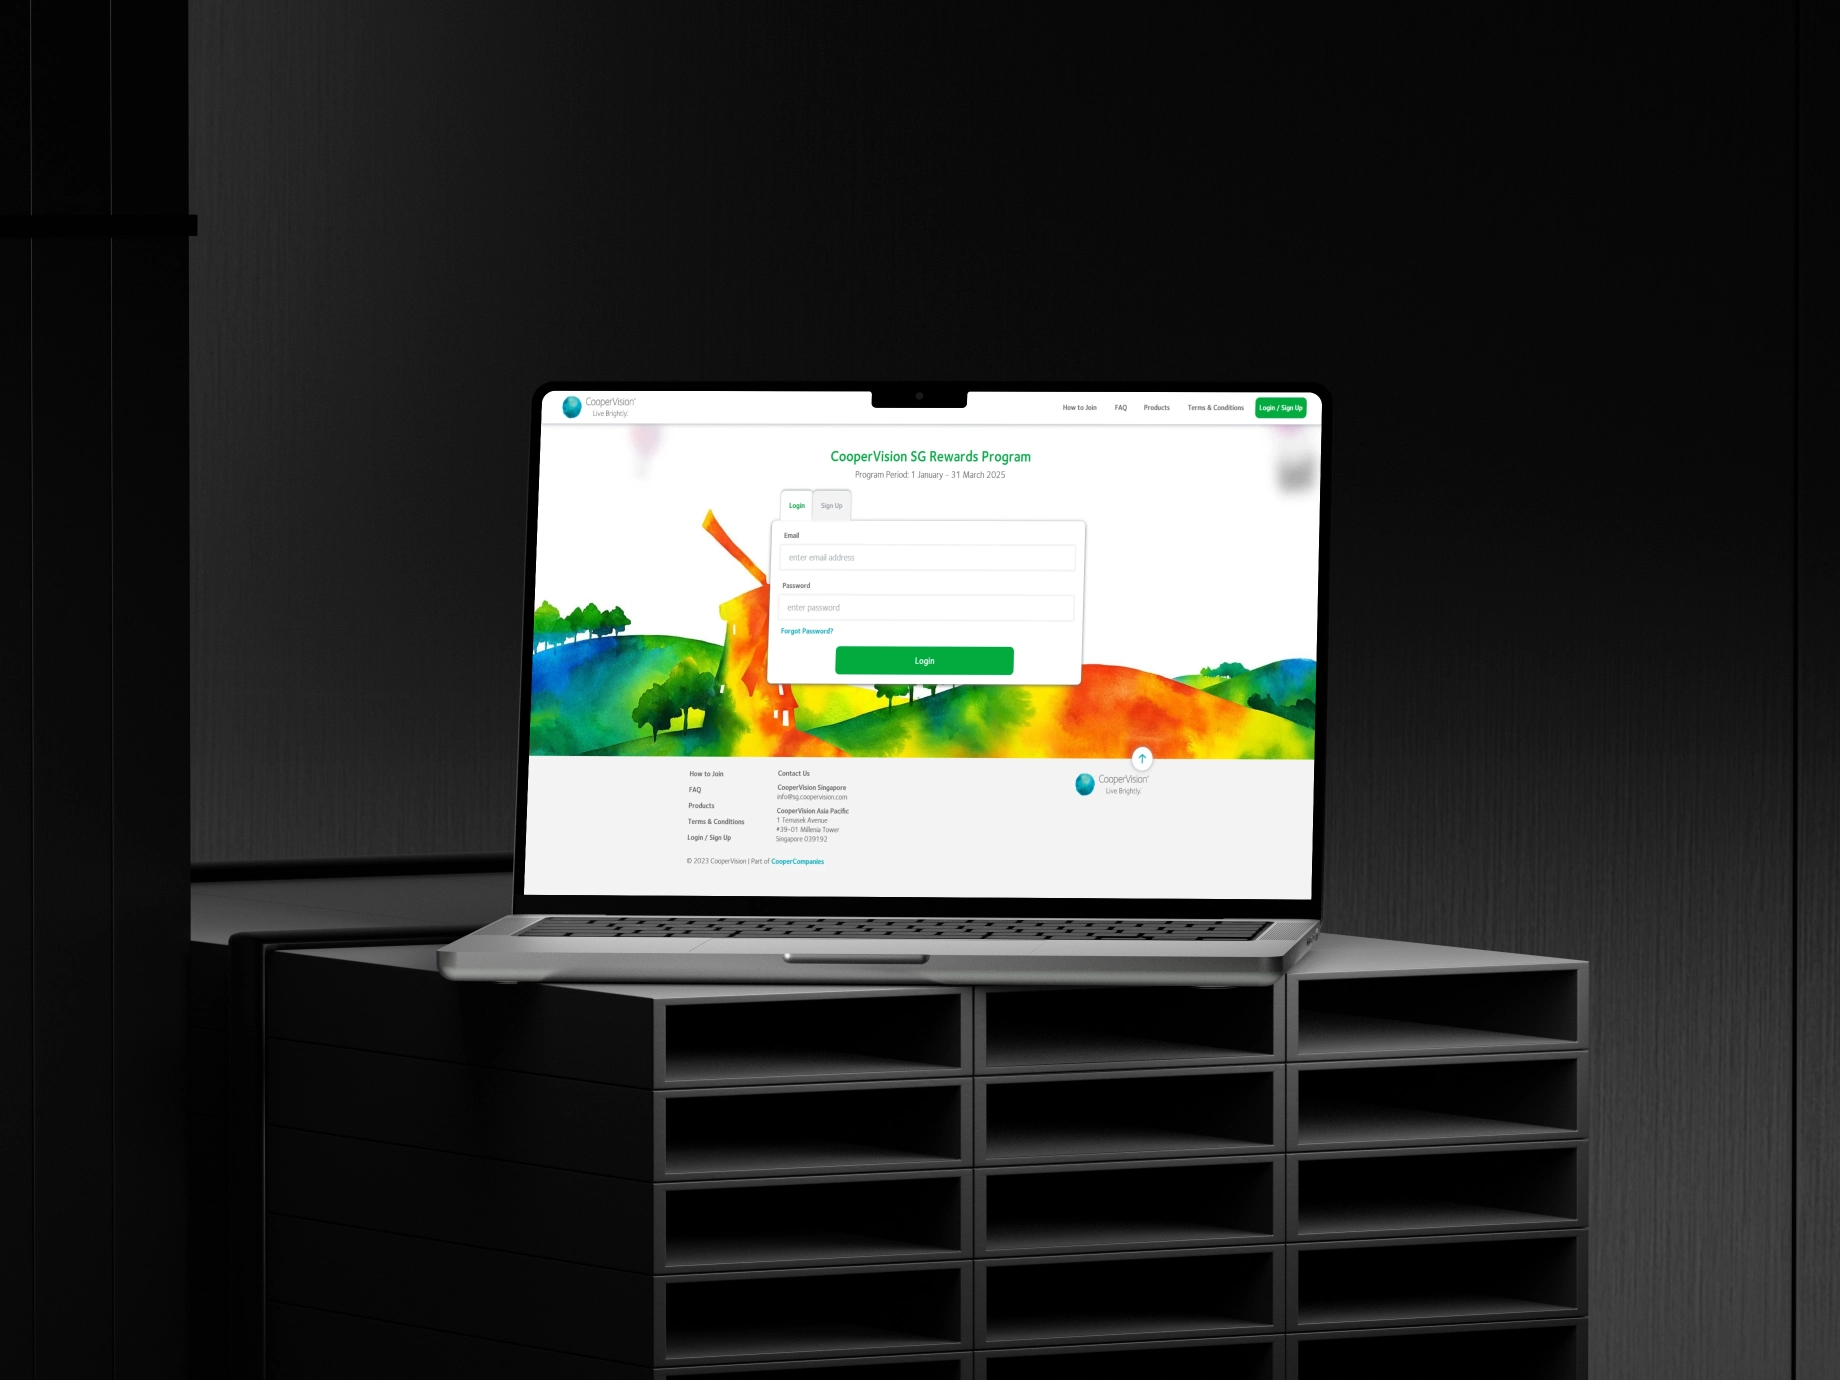 CooperVision®
Live Brightly.
How to Join
FAQ
Products
Terms & Conditions
Login / Sign Up
CooperVision SG Rewards Program
Program Period: 1 January - 31 March 2025
Login
Sign Up
Email
enter email address
Password
enter password
Forgot Password?
Login
How to Join
FAQ
Products
Terms & Conditions
Login / Sign Up
Contact Us
CooperVision Singapore
info@sg.coopervision.com
CooperVision Asia Pacific
1 Temasek Avenue
#39-01 Millenia Tower
Singapore 039192
CooperVision®
Live Brightly.
© 2023 CooperVision | Part of CooperCompanies